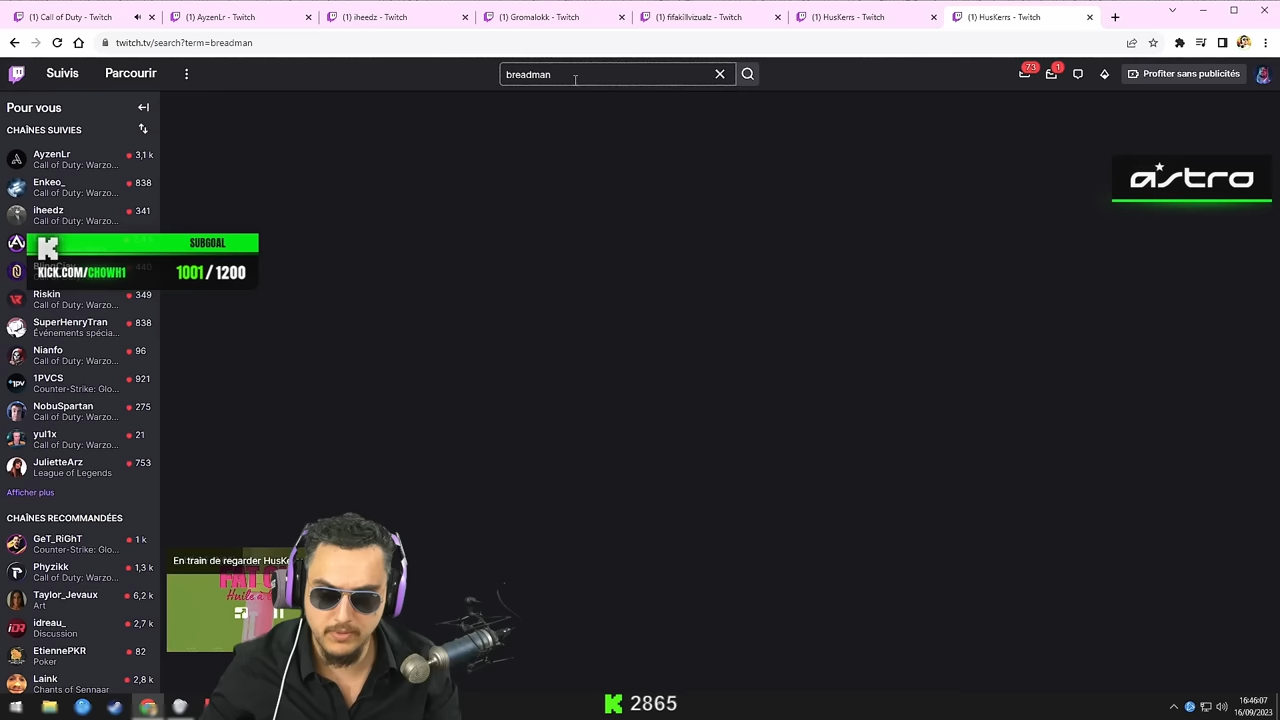 Call of Duty - Twitch
AyzenLr - Twitch
(1) iheedz - Twitch
(1) Gromalokk - Twitch
(1) fifakillvizualz - Twitch
(1) HusKerrs - Twitch
(1) HusKerrs - Twitch
twitch.tv/search?term=breadman
Suivis
Parcourir
breadman
73
1
Profiter sans publicités
Pour vous
CHAÎNES SUIVIES
AyzenLr
3,1 k
Call of Duty: Warzo...
Enkeo_
838
Call of Duty: Warzo...
iheedz
341
Call of Duty: Warzo...
SUBGOAL
KICK.COM/CHOWH1
1001/1200
440
Riskin
349
Call of Duty: Warzo...
SuperHenryTran
838
Événements spécia...
Nianfo
96
Call of Duty: Warzo...
1PVCS
921
Counter-Strike: Glo...
NobuSpartan
275
Call of Duty: Warzo...
yul1x
21
Call of Duty: Warzo...
JulietteArz
753
League of Legends
Afficher plus
CHAÎNES RECOMMANDÉES
GeT_RiGhT
1 k
Counter-Strike: Glo...
Phyzikk
1,3 k
Call of Duty: Warzo...
Taylor_Jevaux
6,2 k
Art
idreau_
2,7 k
Discussion
EtiennePKR
82
Poker
Laink
2,8 k
Chants of Sennaar
astro
En train de regarder HusKe
2865
16:46:07
16/09/2023